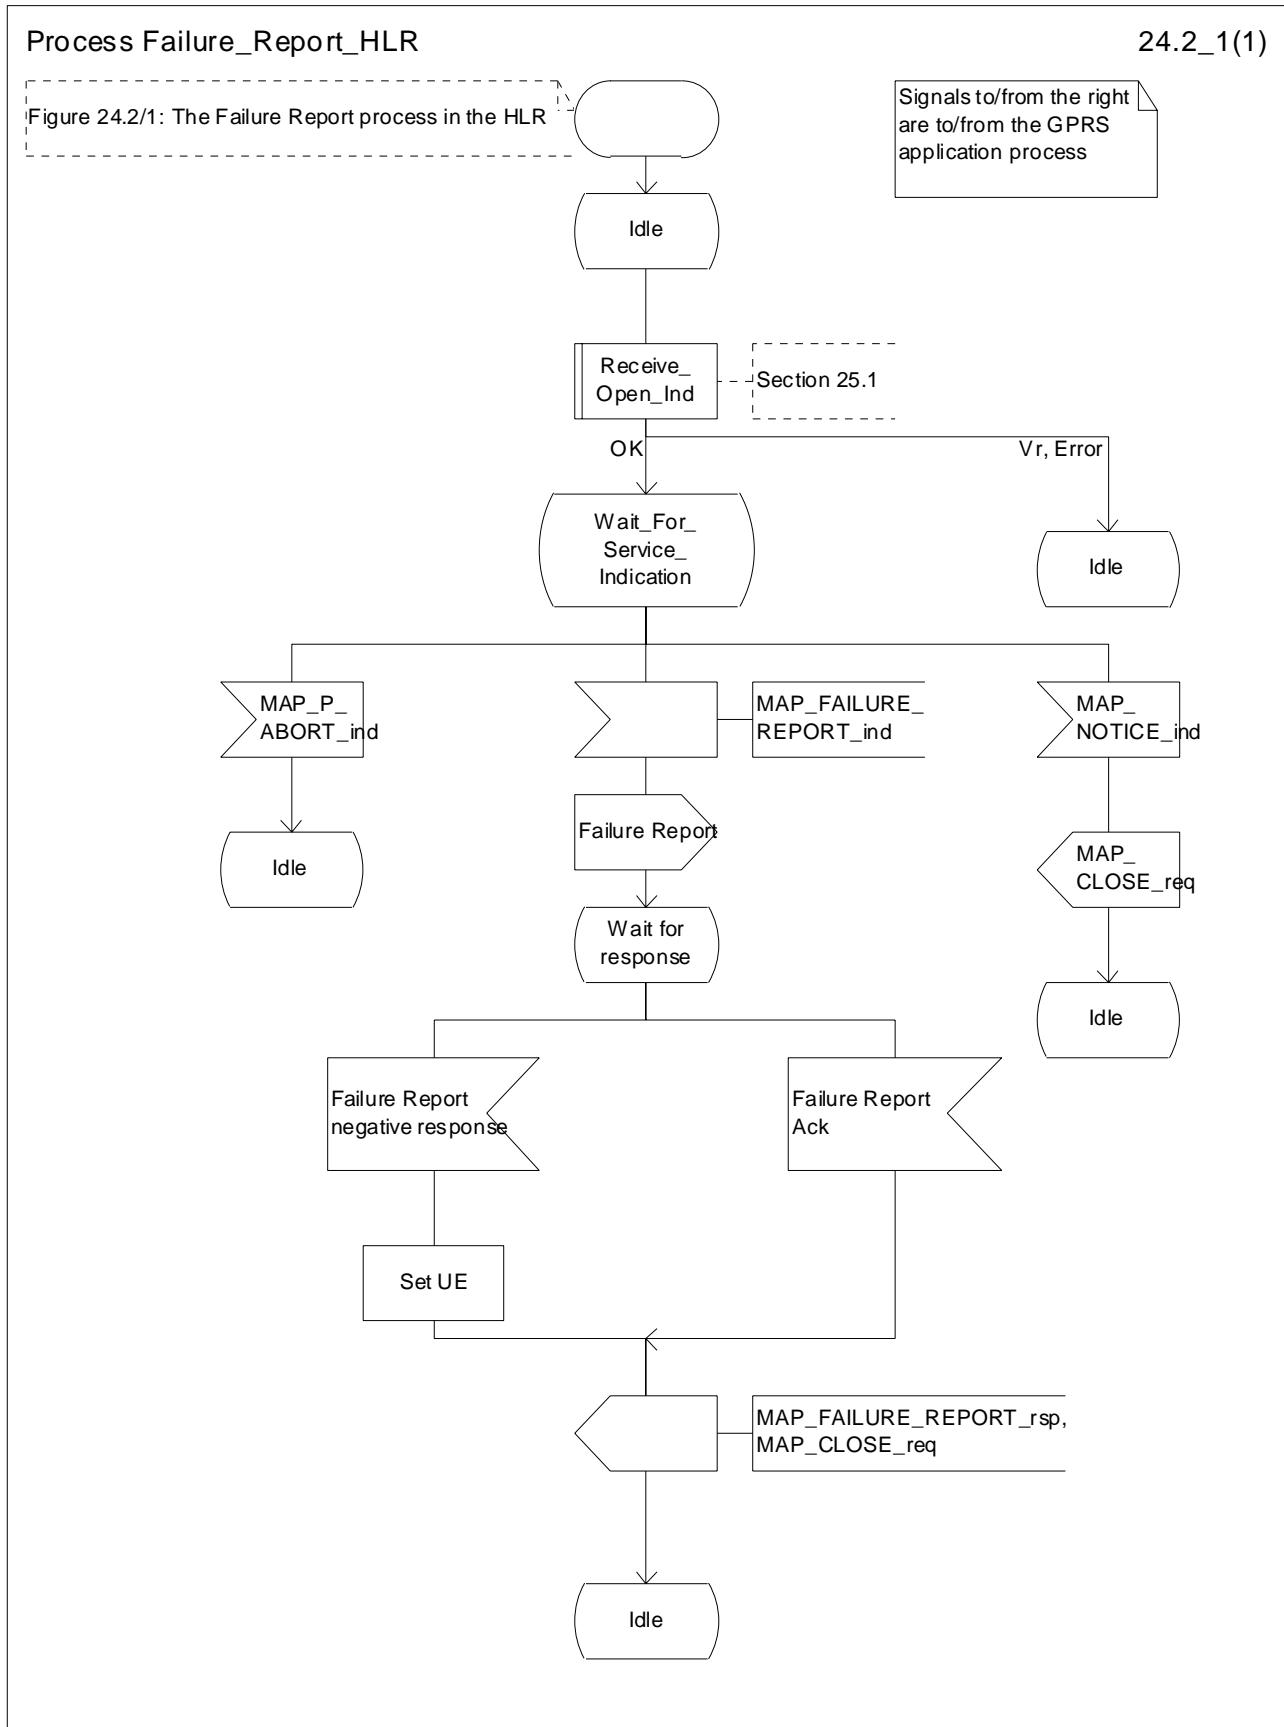 Process Failure_Report_HLR
24.2_1(1)
Figure 24.2/1: The Failure Report process in the HLR
Signals to/from the right
are to/from the GPRS
application process
Idle
Receive_
Open_Ind
Section 25.1
OK
Vr, Error
Wait_For_
Service_
Indication
Idle
MAP_P_
ABORT_ind
MAP_FAILURE_
REPORT_ind
MAP_
NOTICE_ind
Failure Report
Idle
MAP_
CLOSE_req
Wait for
response
Idle
Failure Report
negative response
Failure Report
Ack
Set UE
MAP_FAILURE_REPORT_rsp,
MAP_CLOSE_req
Idle